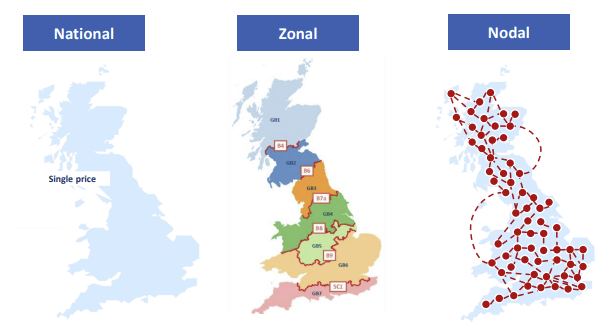 National
Zonal
Nodal
Single price
GB1
B4
GB2
B6
GB3
B7a
GB4
B8
GB5
B9
GB6
SC1
GB7